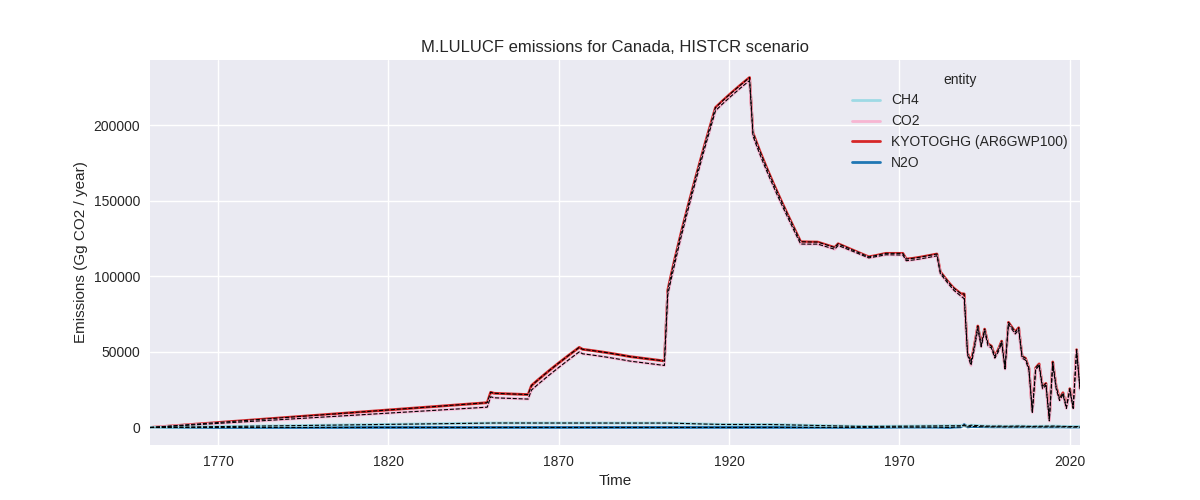 M.LULUCF emissions for Canada, HISTCR scenario
Emissions (Gg CO2 / year)
200000
150000
100000
50000
0
entity
CH4
CO2
KYOTOGHG (AR6GWP100)
N2O
1770 1820 1870 1920 1970 2020
Time